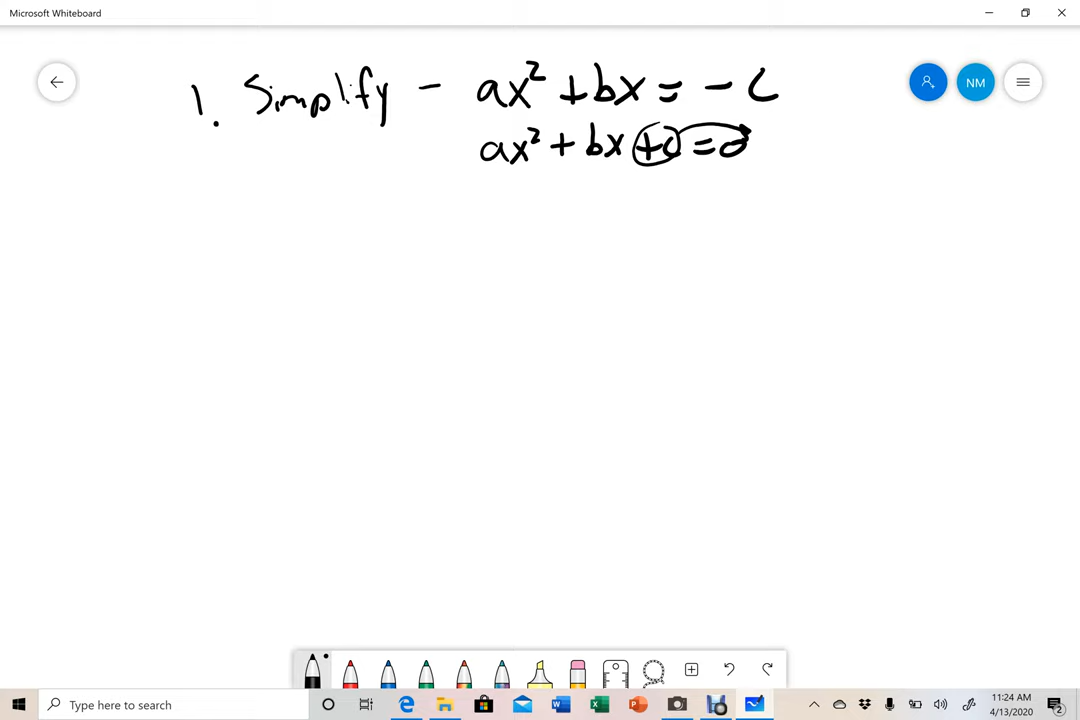 Microsoft Whiteboard
1. Simplify - ax² + bx = - c
NM
ax² + bx + c = 0
Type here to search
11:24 AM
4/13/2020
2